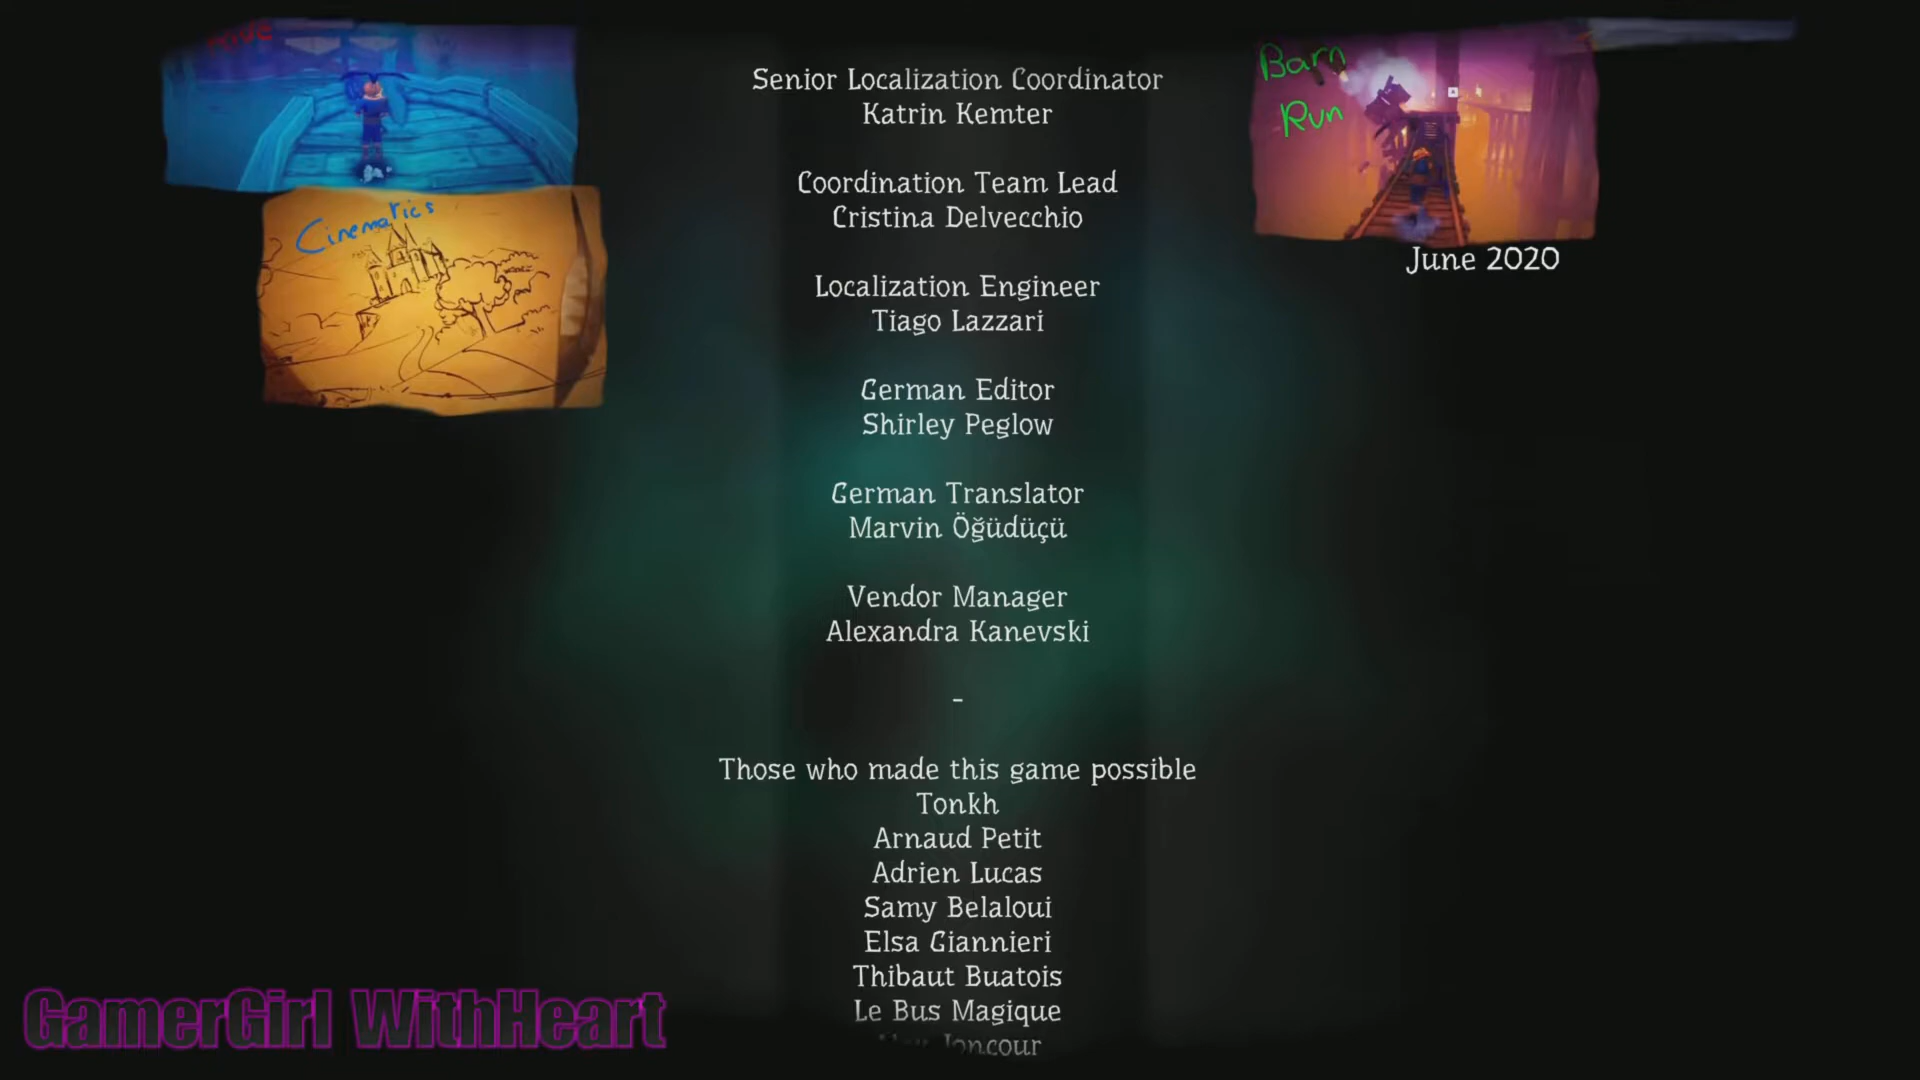 Senior Localization Coordinator
Katrin Kemter
Coordination Team Lead
Cristina Delvecchio
Localization Engineer
Tiago Lazzari
German Editor
Shirley Peglow
German Translator
Marvin Öğüdüçü
Vendor Manager
Alexandra Kanevski
-
Those who made this game possible
Tonkh
Arnaud Petit
Adrien Lucas
Samy Belaloui
Elsa Giannieri
Thibaut Buatois
Le Bus Magique
Joncour
Cinematics
Barn
Run
June 2020
GamerGirl WithHeart